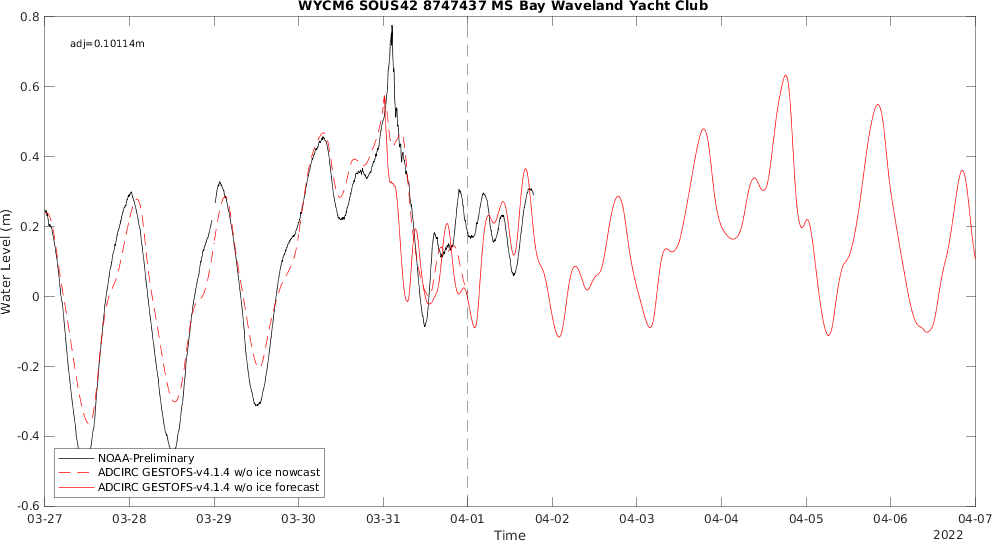 WYCM6 SOUS42 8747437 MS Bay Waveland Yacht Club
adj=0.10114m
0.8
0.6
0.4
0.2
0
-0.2
-0.4
-0.6
Water Level (m)
NOAA-Preliminary
ADCIRC GESTOFS-v4.1.4 w/o ice nowcast
ADCIRC GESTOFS-v4.1.4 w/o ice forecast
03-27 03-28 03-29 03-30 03-31 04-01 04-02 04-03 04-04 04-05 04-06 04-07
Time
2022